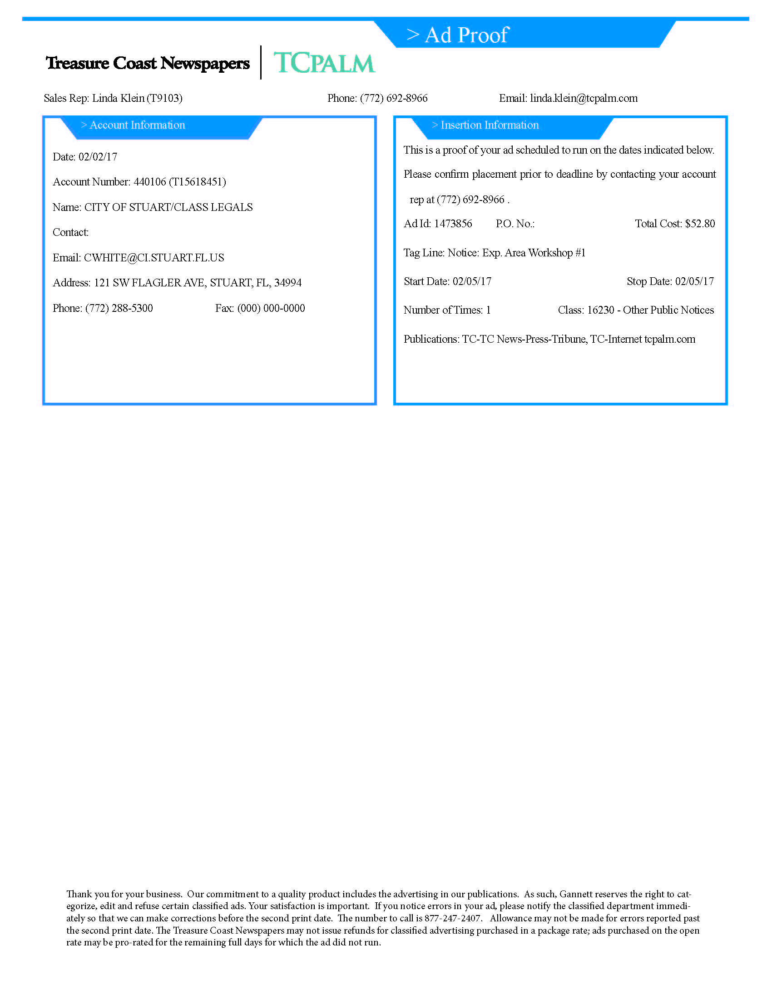 > Ad Proof
Treasure Coast Newspapers | TCPALM
Sales Rep: Linda Klein (T9103) Phone: (772) 692-8966 Email: linda.klein@tcpalm.com
> Account Information
Date: 02/02/17
Account Number: 440106 (T15618451)
Name: CITY OF STUART/CLASS LEGALS
Contact:
Email: CWHITE@CI.STUART.FL.US
Address: 121 SW FLAGLER AVE, STUART, FL, 34994
Phone: (772) 288-5300 Fax: (000) 000-0000
> Insertion Information
This is a proof of your ad scheduled to run on the dates indicated below.
Please confirm placement prior to deadline by contacting your account
rep at (772) 692-8966 .
Ad Id: 1473856 P.O. No.: Total Cost: $52.80
Tag Line: Notice: Exp. Area Workshop #1
Start Date: 02/05/17 Stop Date: 02/05/17
Number of Times: 1 Class: 16230 - Other Public Notices
Publications: TC-TC News-Press-Tribune, TC-Internet tcpalm.com
Thank you for your business. Our commitment to a quality product includes the advertising in our publications. As such, Gannett reserves the right to cat-
egorize, edit and refuse certain classified ads. Your satisfaction is important. If you notice errors in your ad, please notify the classified department immedi-
ately so that we can make corrections before the second print date. The number to call is 877-247-2407. Allowance may not be made for errors reported past
the second print date. The Treasure Coast Newspapers may not issue refunds for classified advertising purchased in a package rate; ads purchased on the open
rate may be pro-rated for the remaining full days for which the ad did not run.